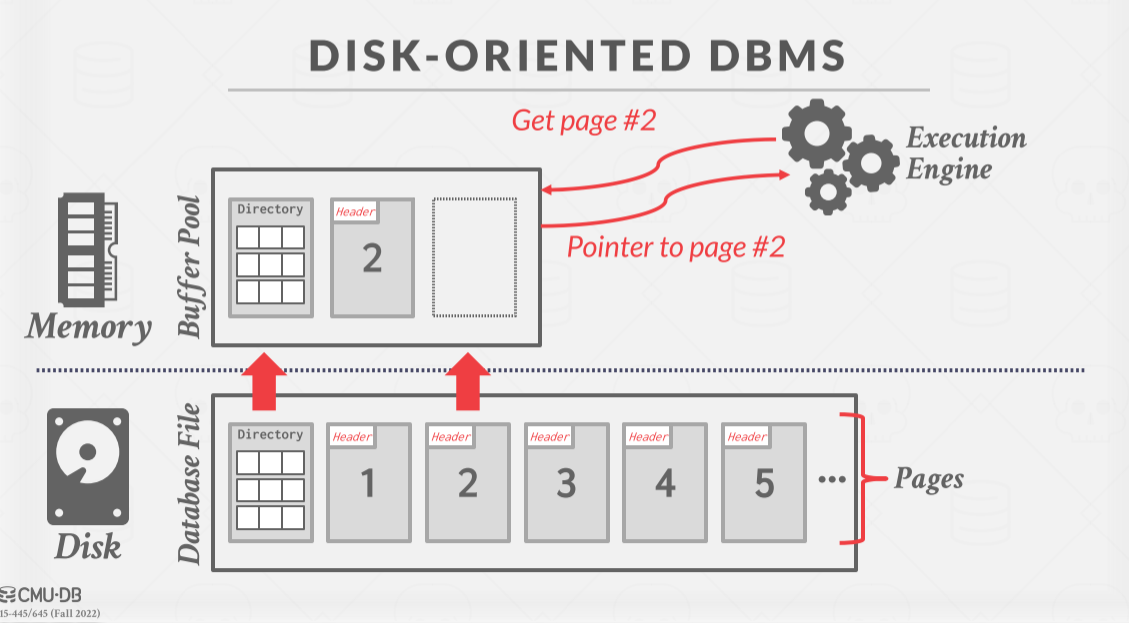 DISK-ORIENTED DBMS
Get page #2
Execution
Engine
Pointer to page #2
Memory
Buffer Pool
Directory
Header
2
Disk
Database File
Directory
Header
1
Header
2
Header
3
Header
4
Header
5
...
Pages
CMU·DB
15-445/645 (Fall 2022)